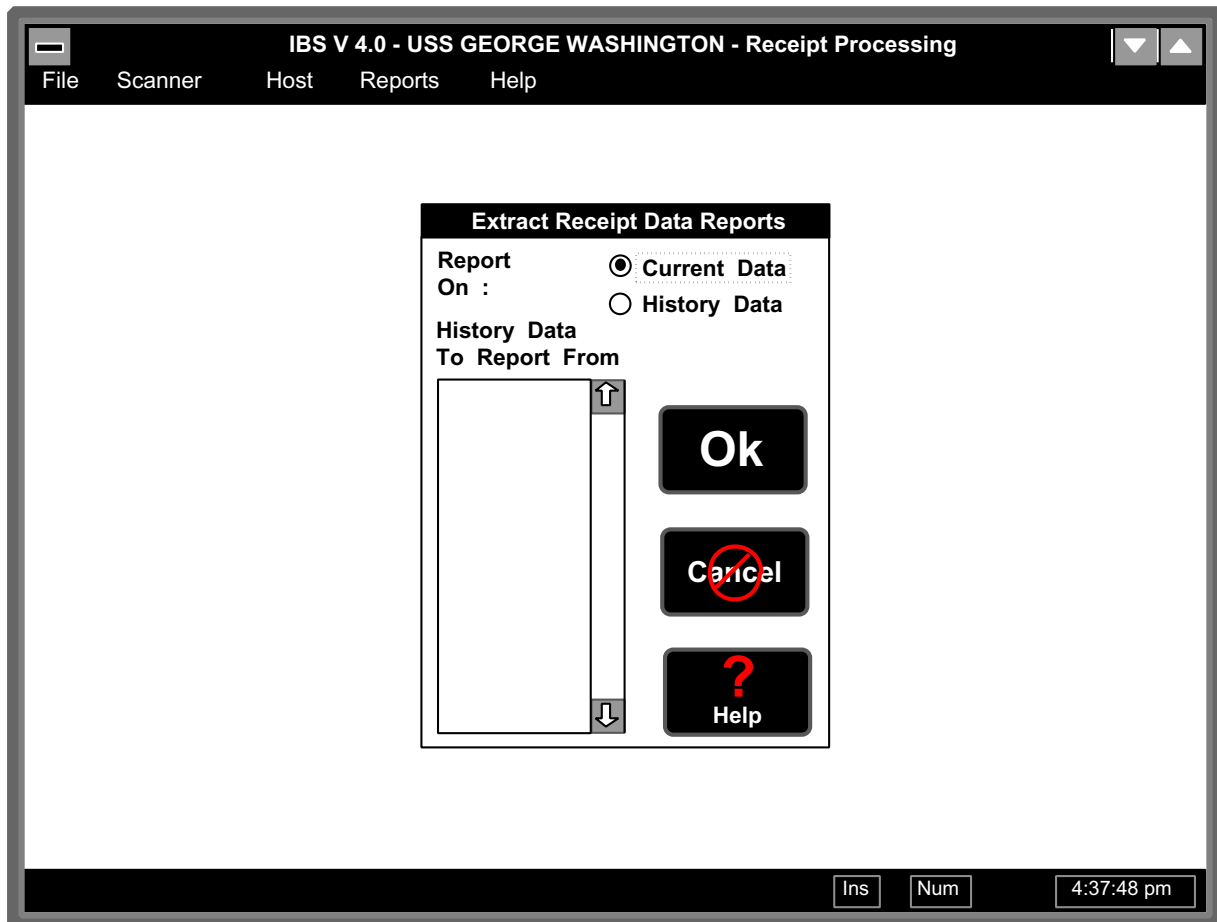 IBS V 4.0 - USS GEORGE WASHINGTON - Receipt Processing
File Scanner Host Reports Help
Extract Receipt Data Reports
Report
On :
Current Data
History Data
History Data
To Report From
Ok
Cancel
?
Help
Ins Num 4:37:48 pm